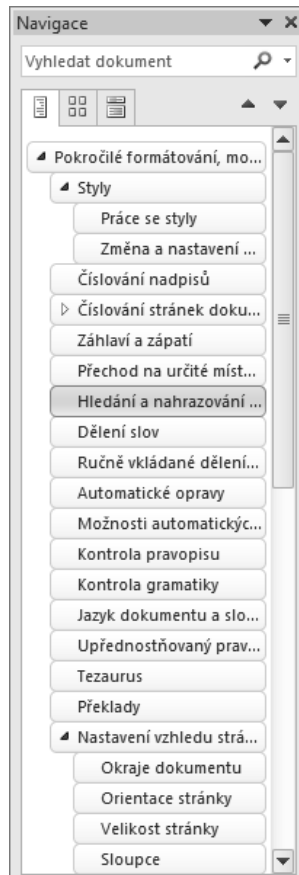 Navigace
Vyhledat dokument
Pokročilé formátování, mo...
Styly
Práce se styly
Změna a nastavení ...
Číslování nadpisů
Číslování stránek doku...
Záhlaví a zápatí
Přechod na určité míst...
Hledání a nahrazování ...
Dělení slov
Ručně vkládané dělení...
Automatické opravy
Možnosti automatickýc...
Kontrola pravopisu
Kontrola gramatiky
Jazyk dokumentu a slo...
Upřednostňovaný prav...
Tezaurus
Překlady
Nastavení vzhledu strá...
Okraje dokumentu
Orientace stránky
Velikost stránky
Sloupce